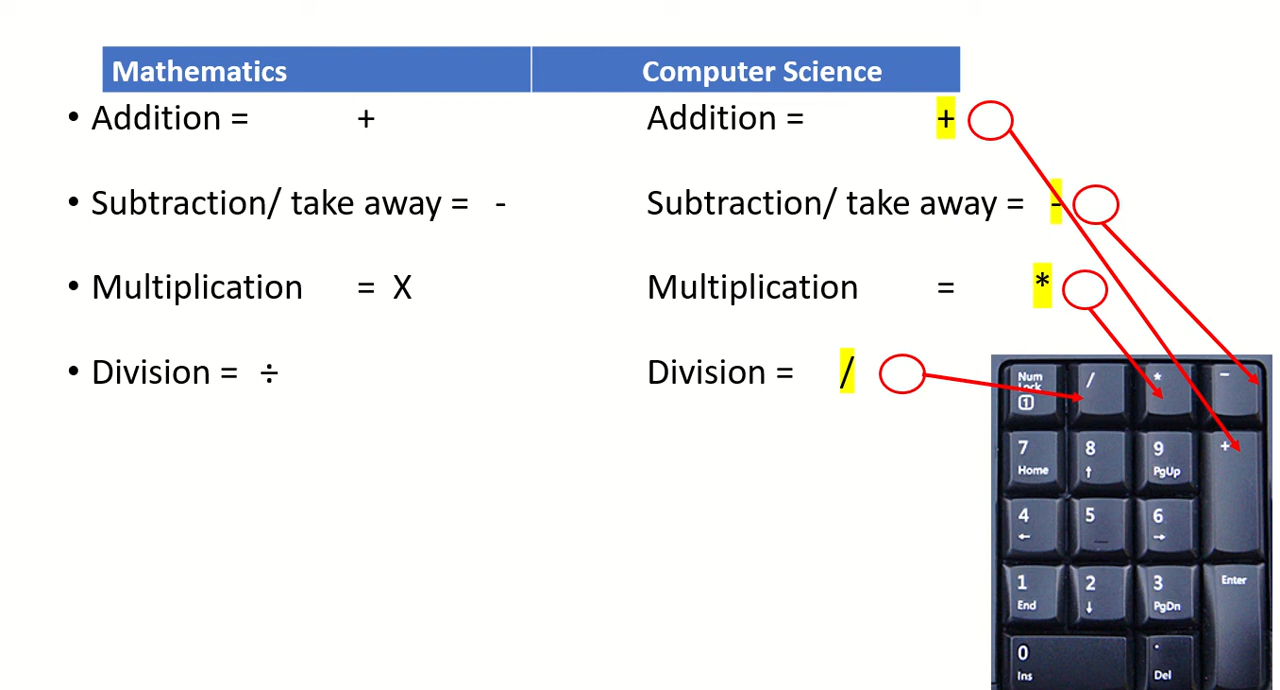 Mathematics Computer Science
• Addition = + Addition = +
• Subtraction/ take away = - Subtraction/ take away = -
• Multiplication = X Multiplication = *
• Division = ÷ Division = /
Num / * -
Lock
1
7 8 9 +
Home ↑ PgUp
4 5 6
← →
1 2 3 Enter
End ↓ PgDn
0 .
Ins Del